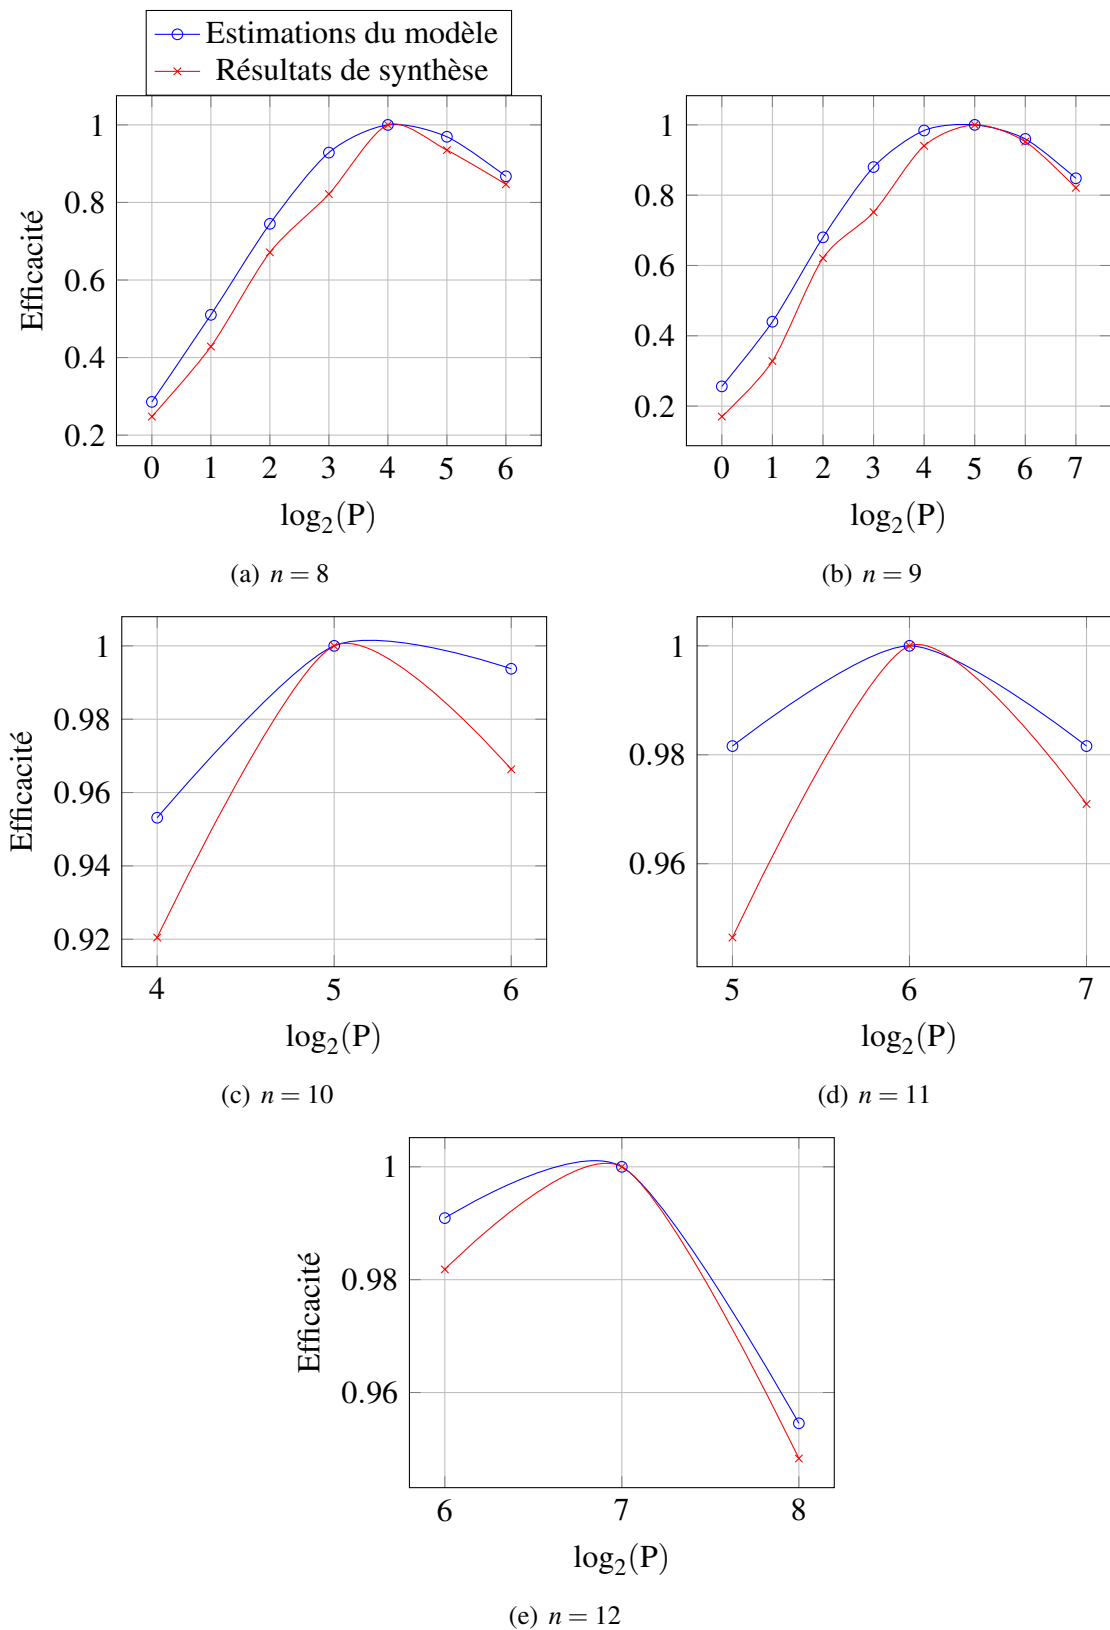 Estimations du modèle
Résultats de synthèse
1
0.8
0.6
0.4
0.2
Efficacité
0 1 2 3 4 5 6
log₂(P)
(a) n = 8
1
0.8
0.6
0.4
0.2
0 1 2 3 4 5 6 7
log₂(P)
(b) n = 9
1
0.98
0.96
0.94
0.92
Efficacité
4 5 6
log₂(P)
(c) n = 10
1
0.98
0.96
5 6 7
log₂(P)
(d) n = 11
1
0.98
0.96
Efficacité
6 7 8
log₂(P)
(e) n = 12